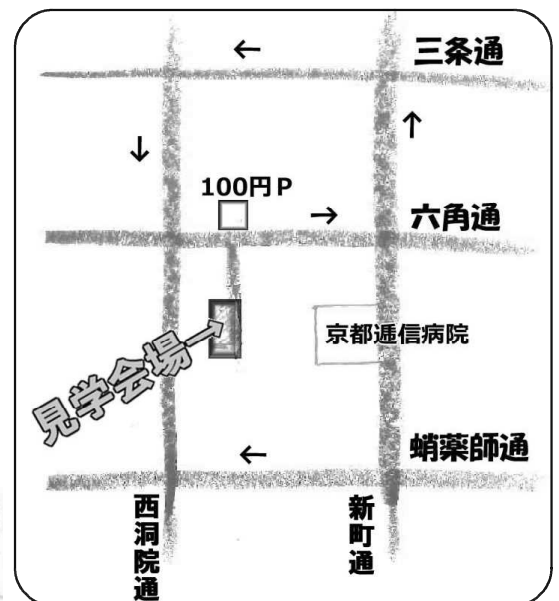 ←
三条通
↑
↓
100円P
→
六角通
見学会場→
京都逓信病院
←
蛸薬師通
西洞院通
新町通